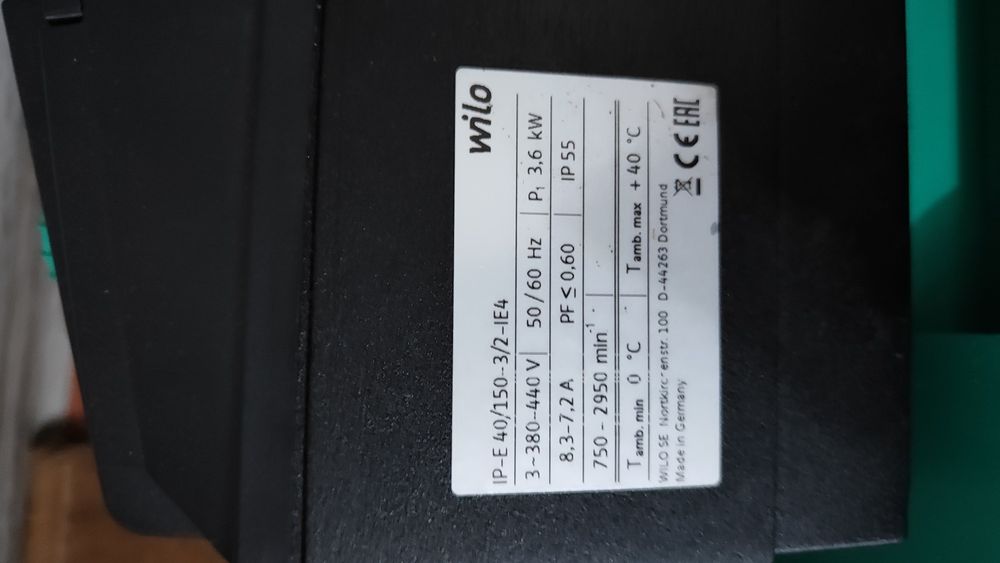 wilo
IP-E 40/150-3/2-IE4
3~380-440 V 50/60 Hz P₁ 3,6 kW
8,3-7,2 A PF ≤ 0,60 IP 55
750 - 2950 min⁻¹
T amb. min 0 °C T amb. max + 40 °C
WILO SE Nortkirchenstr. 100 D-44263 Dortmund
Made in Germany CE EAC